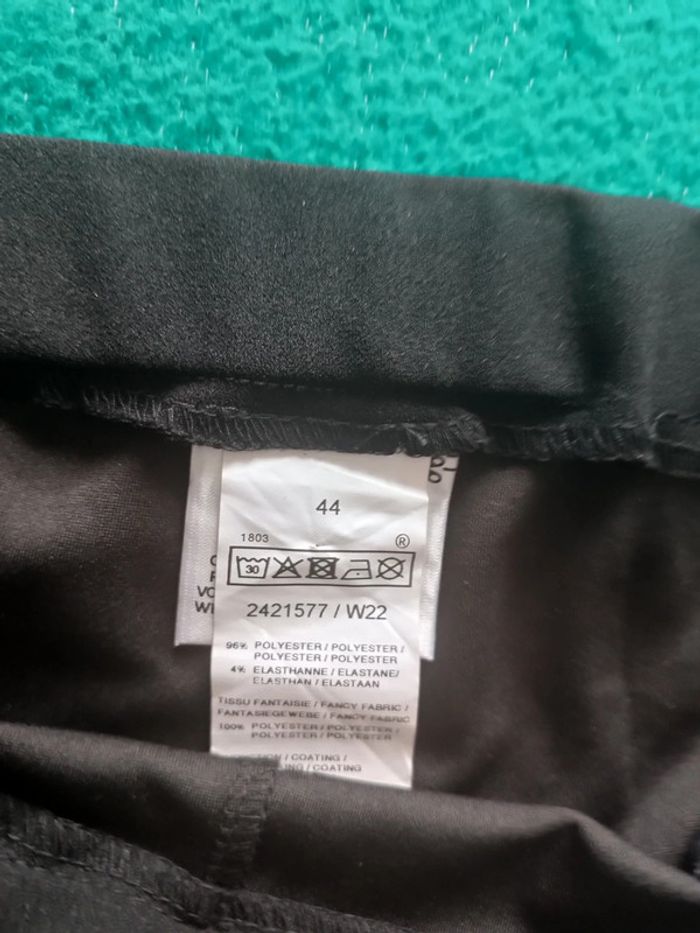 44
1803
®
30
2421577 / W22
96% POLYESTER / POLYESTER /
POLYESTER / POLYESTER
4% ELASTHANNE / ELASTANE/
ELASTHAN / ELASTAAN
TISSU FANTAISIE / FANCY FABRIC /
FANTASIEGEWEBE / FANCY FABRIC
100% POLYESTER / POLYESTER /
POLYESTER / POLYESTER
/ COATING /
/ COATING